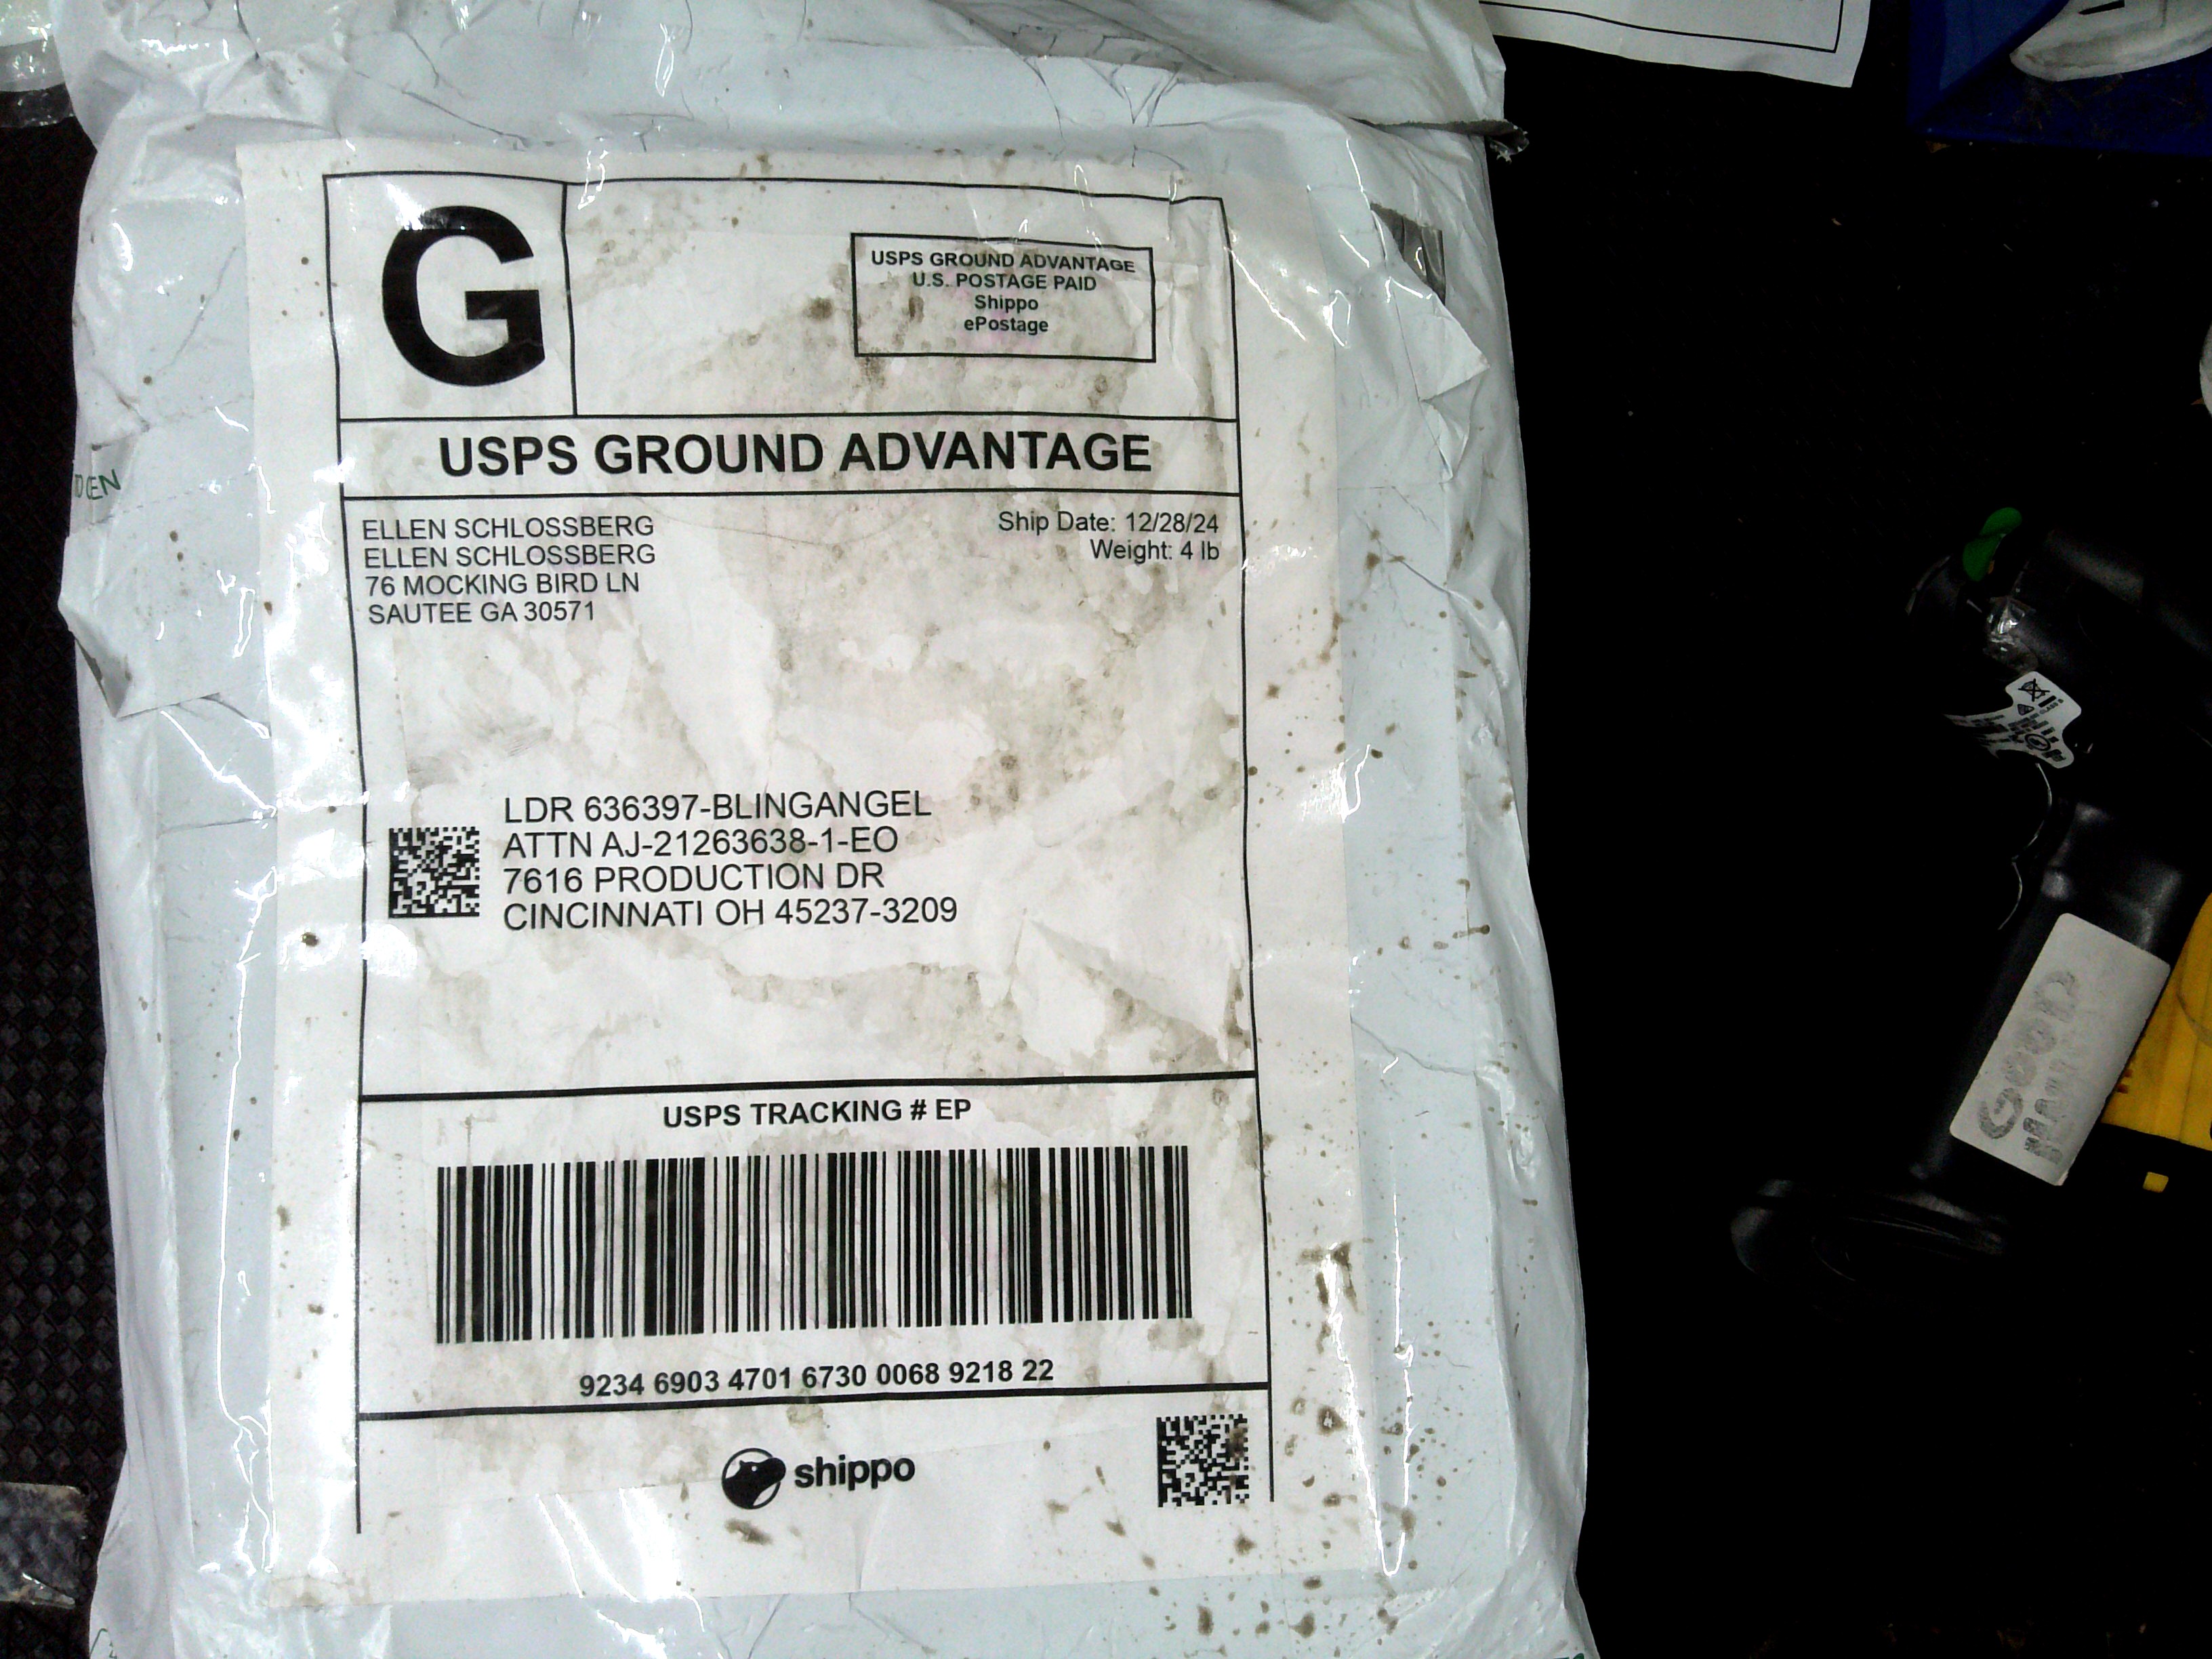 G
USPS GROUND ADVANTAGE
U.S. POSTAGE PAID
Shippo
ePostage
USPS GROUND ADVANTAGE
ELLEN SCHLOSSBERG
ELLEN SCHLOSSBERG
76 MOCKING BIRD LN
SAUTEE GA 30571
Ship Date: 12/28/24
Weight: 4 lb
LDR 636397-BLINGANGEL
ATTN AJ-21263638-1-EO
7616 PRODUCTION DR
CINCINNATI OH 45237-3209
USPS TRACKING # EP
9234 6903 4701 6730 0068 9218 22
shippo
GOOD